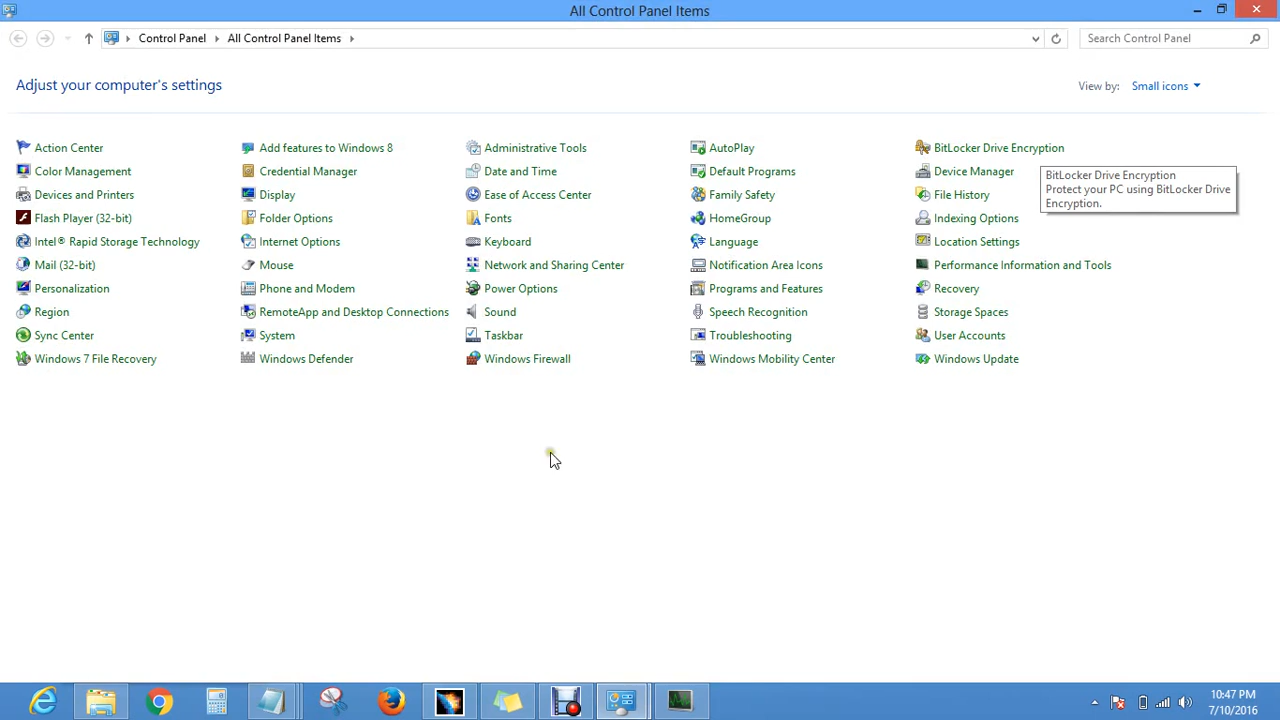 All Control Panel Items
Control Panel All Control Panel Items Search Control Panel
Adjust your computer's settings View by: Small icons
Action Center Add features to Windows 8 Administrative Tools AutoPlay BitLocker Drive Encryption
Color Management Credential Manager Date and Time Default Programs Device Manager
BitLocker Drive Encryption
Protect your PC using BitLocker Drive
Encryption.
Devices and Printers Display Ease of Access Center Family Safety File History
Flash Player (32-bit) Folder Options Fonts HomeGroup Indexing Options
Intel® Rapid Storage Technology Internet Options Keyboard Language Location Settings
Mail (32-bit) Mouse Network and Sharing Center Notification Area Icons Performance Information and Tools
Personalization Phone and Modem Power Options Programs and Features Recovery
Region RemoteApp and Desktop Connections Sound Speech Recognition Storage Spaces
Sync Center System Taskbar Troubleshooting User Accounts
Windows 7 File Recovery Windows Defender Windows Firewall Windows Mobility Center Windows Update
10:47 PM
7/10/2016